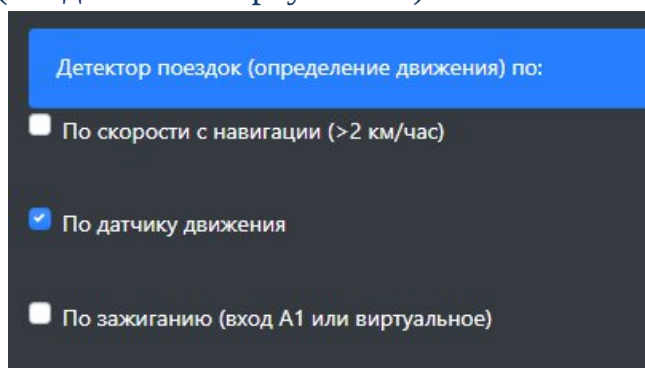 Детектор поездок (определение движения) по:
По скорости с навигации (>2 км/час)
По датчику движения
По зажиганию (вход А1 или виртуальное)